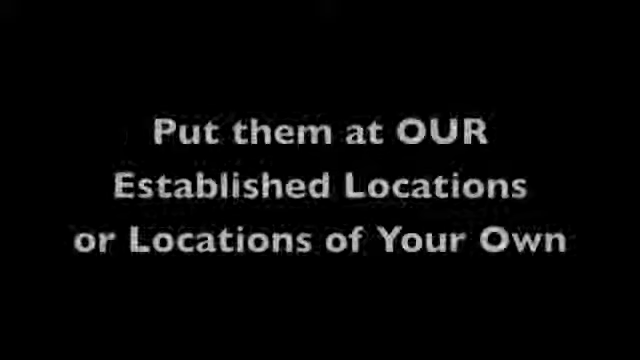 Put them at OUR
Established Locations
or Locations of Your Own